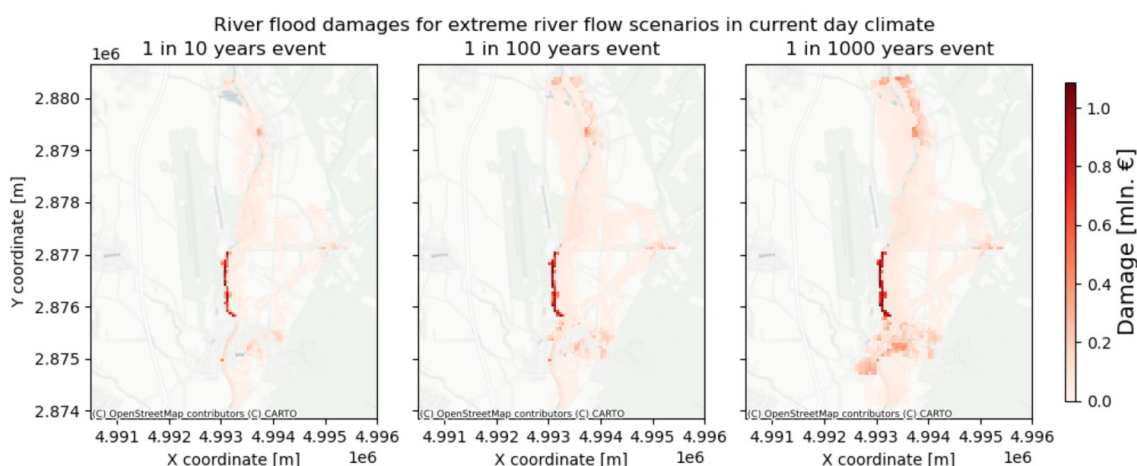 River flood damages for extreme river flow scenarios in current day climate
1 in 10 years event
1 in 100 years event
1 in 1000 years event
1e6
2.880
2.879
2.878
2.877
2.876
2.875
2.874
Y coordinate [m]
(C) OpenStreetMap contributors (C) CARTO
(C) OpenStreetMap contributors (C) CARTO
(C) OpenStreetMap contributors (C) CARTO
4.991 4.992 4.993 4.994 4.995 4.996
4.991 4.992 4.993 4.994 4.995 4.996
4.991 4.992 4.993 4.994 4.995 4.996
X coordinate [m] 1e6
X coordinate [m] 1e6
X coordinate [m] 1e6
1.0
0.8
0.6
0.4
0.2
0.0
Damage [mln. €]